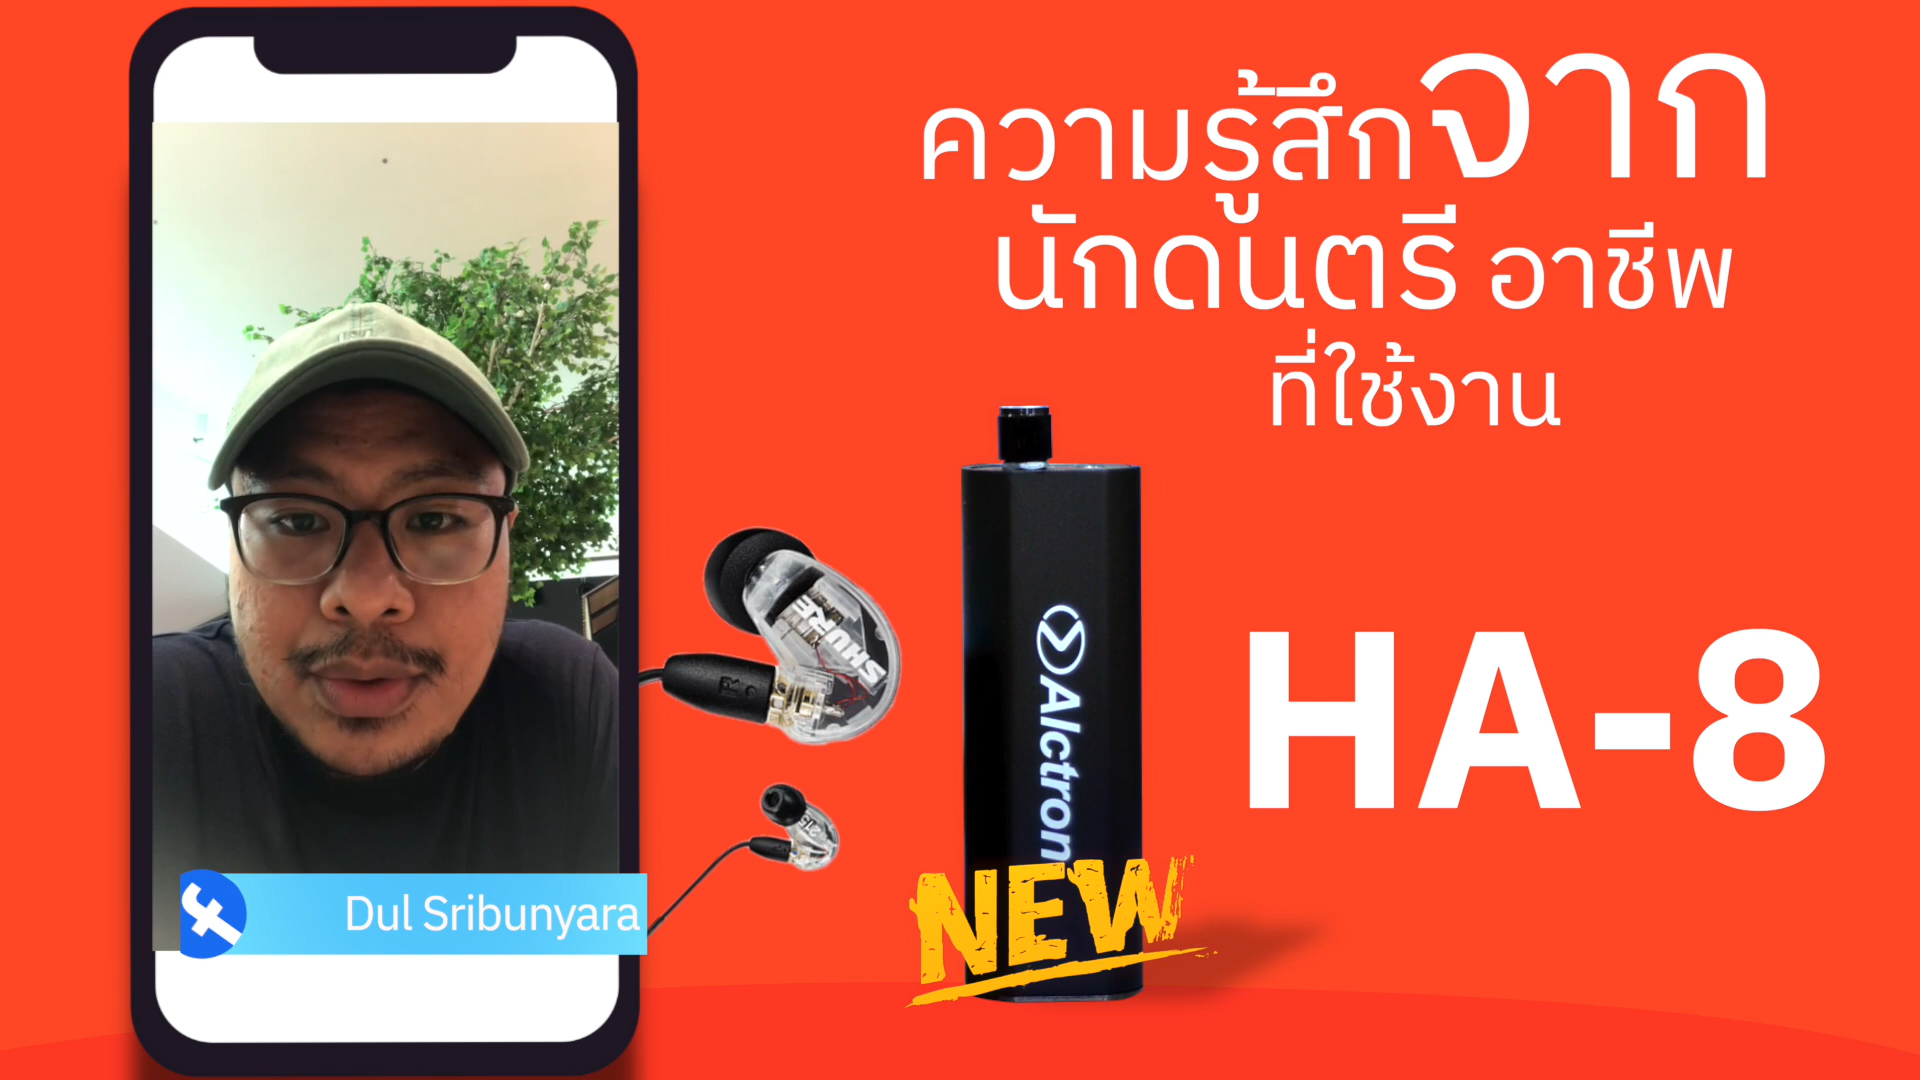 ความรู้สึกจาก
นักดนตรี อาชีพ
ที่ใช้งาน
SHURE
R
215
Alctron
HA-8
NEW
Dul Sribunyara